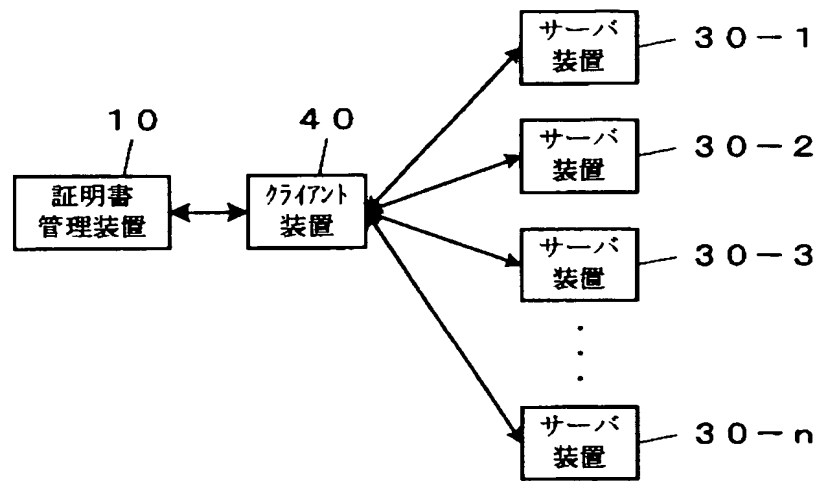 10
証明書
管理装置
40
クライアント
装置
サーバ
装置
30-1
サーバ
装置
30-2
サーバ
装置
30-3
サーバ
装置
30-n